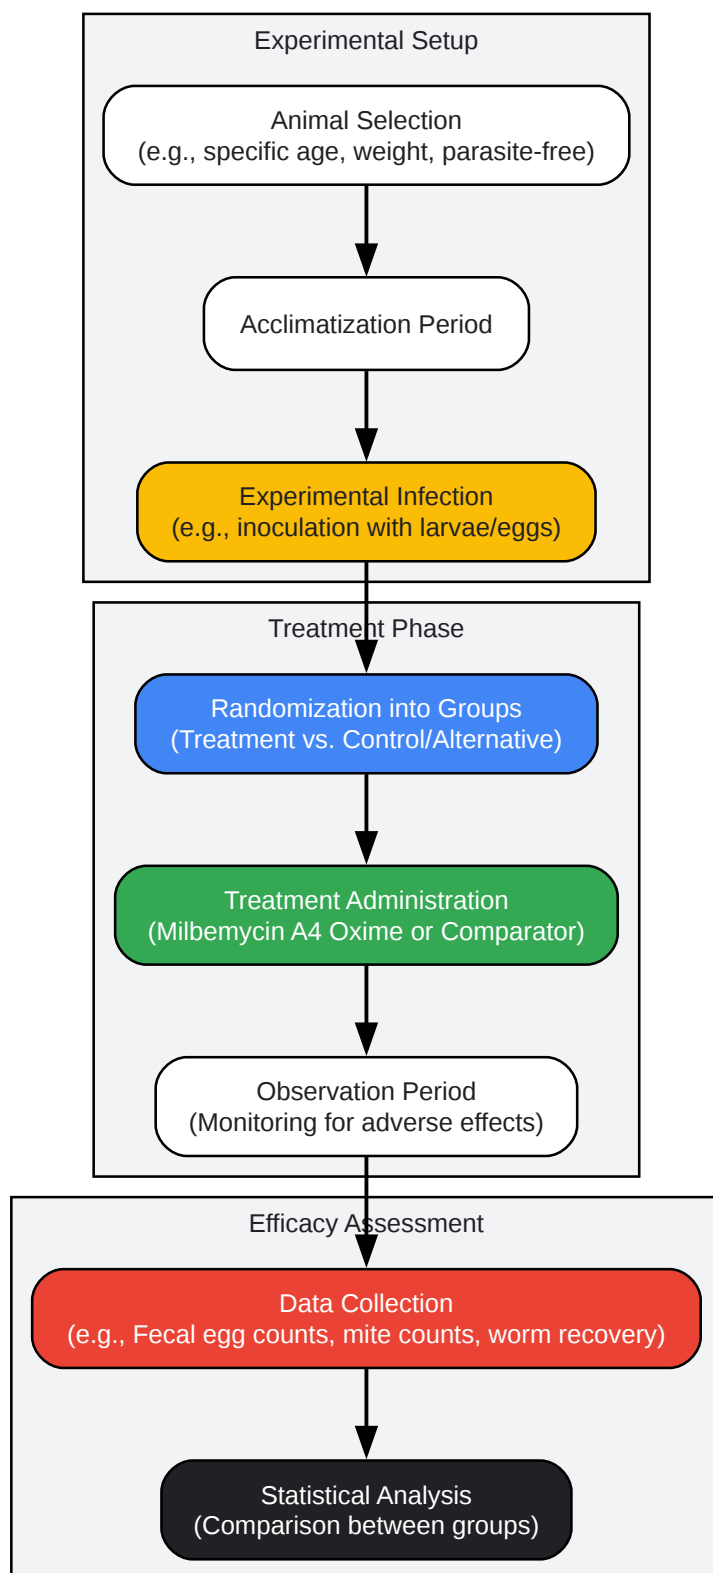 Experimental Setup
Animal Selection
(e.g., specific age, weight, parasite-free)
Acclimatization Period
Experimental Infection
(e.g., inoculation with larvae/eggs)
Treatment Phase
Randomization into Groups
(Treatment vs. Control/Alternative)
Treatment Administration
(Milbemycin A4 Oxime or Comparator)
Observation Period
(Monitoring for adverse effects)
Efficacy Assessment
Data Collection
(e.g., Fecal egg counts, mite counts, worm recovery)
Statistical Analysis
(Comparison between groups)